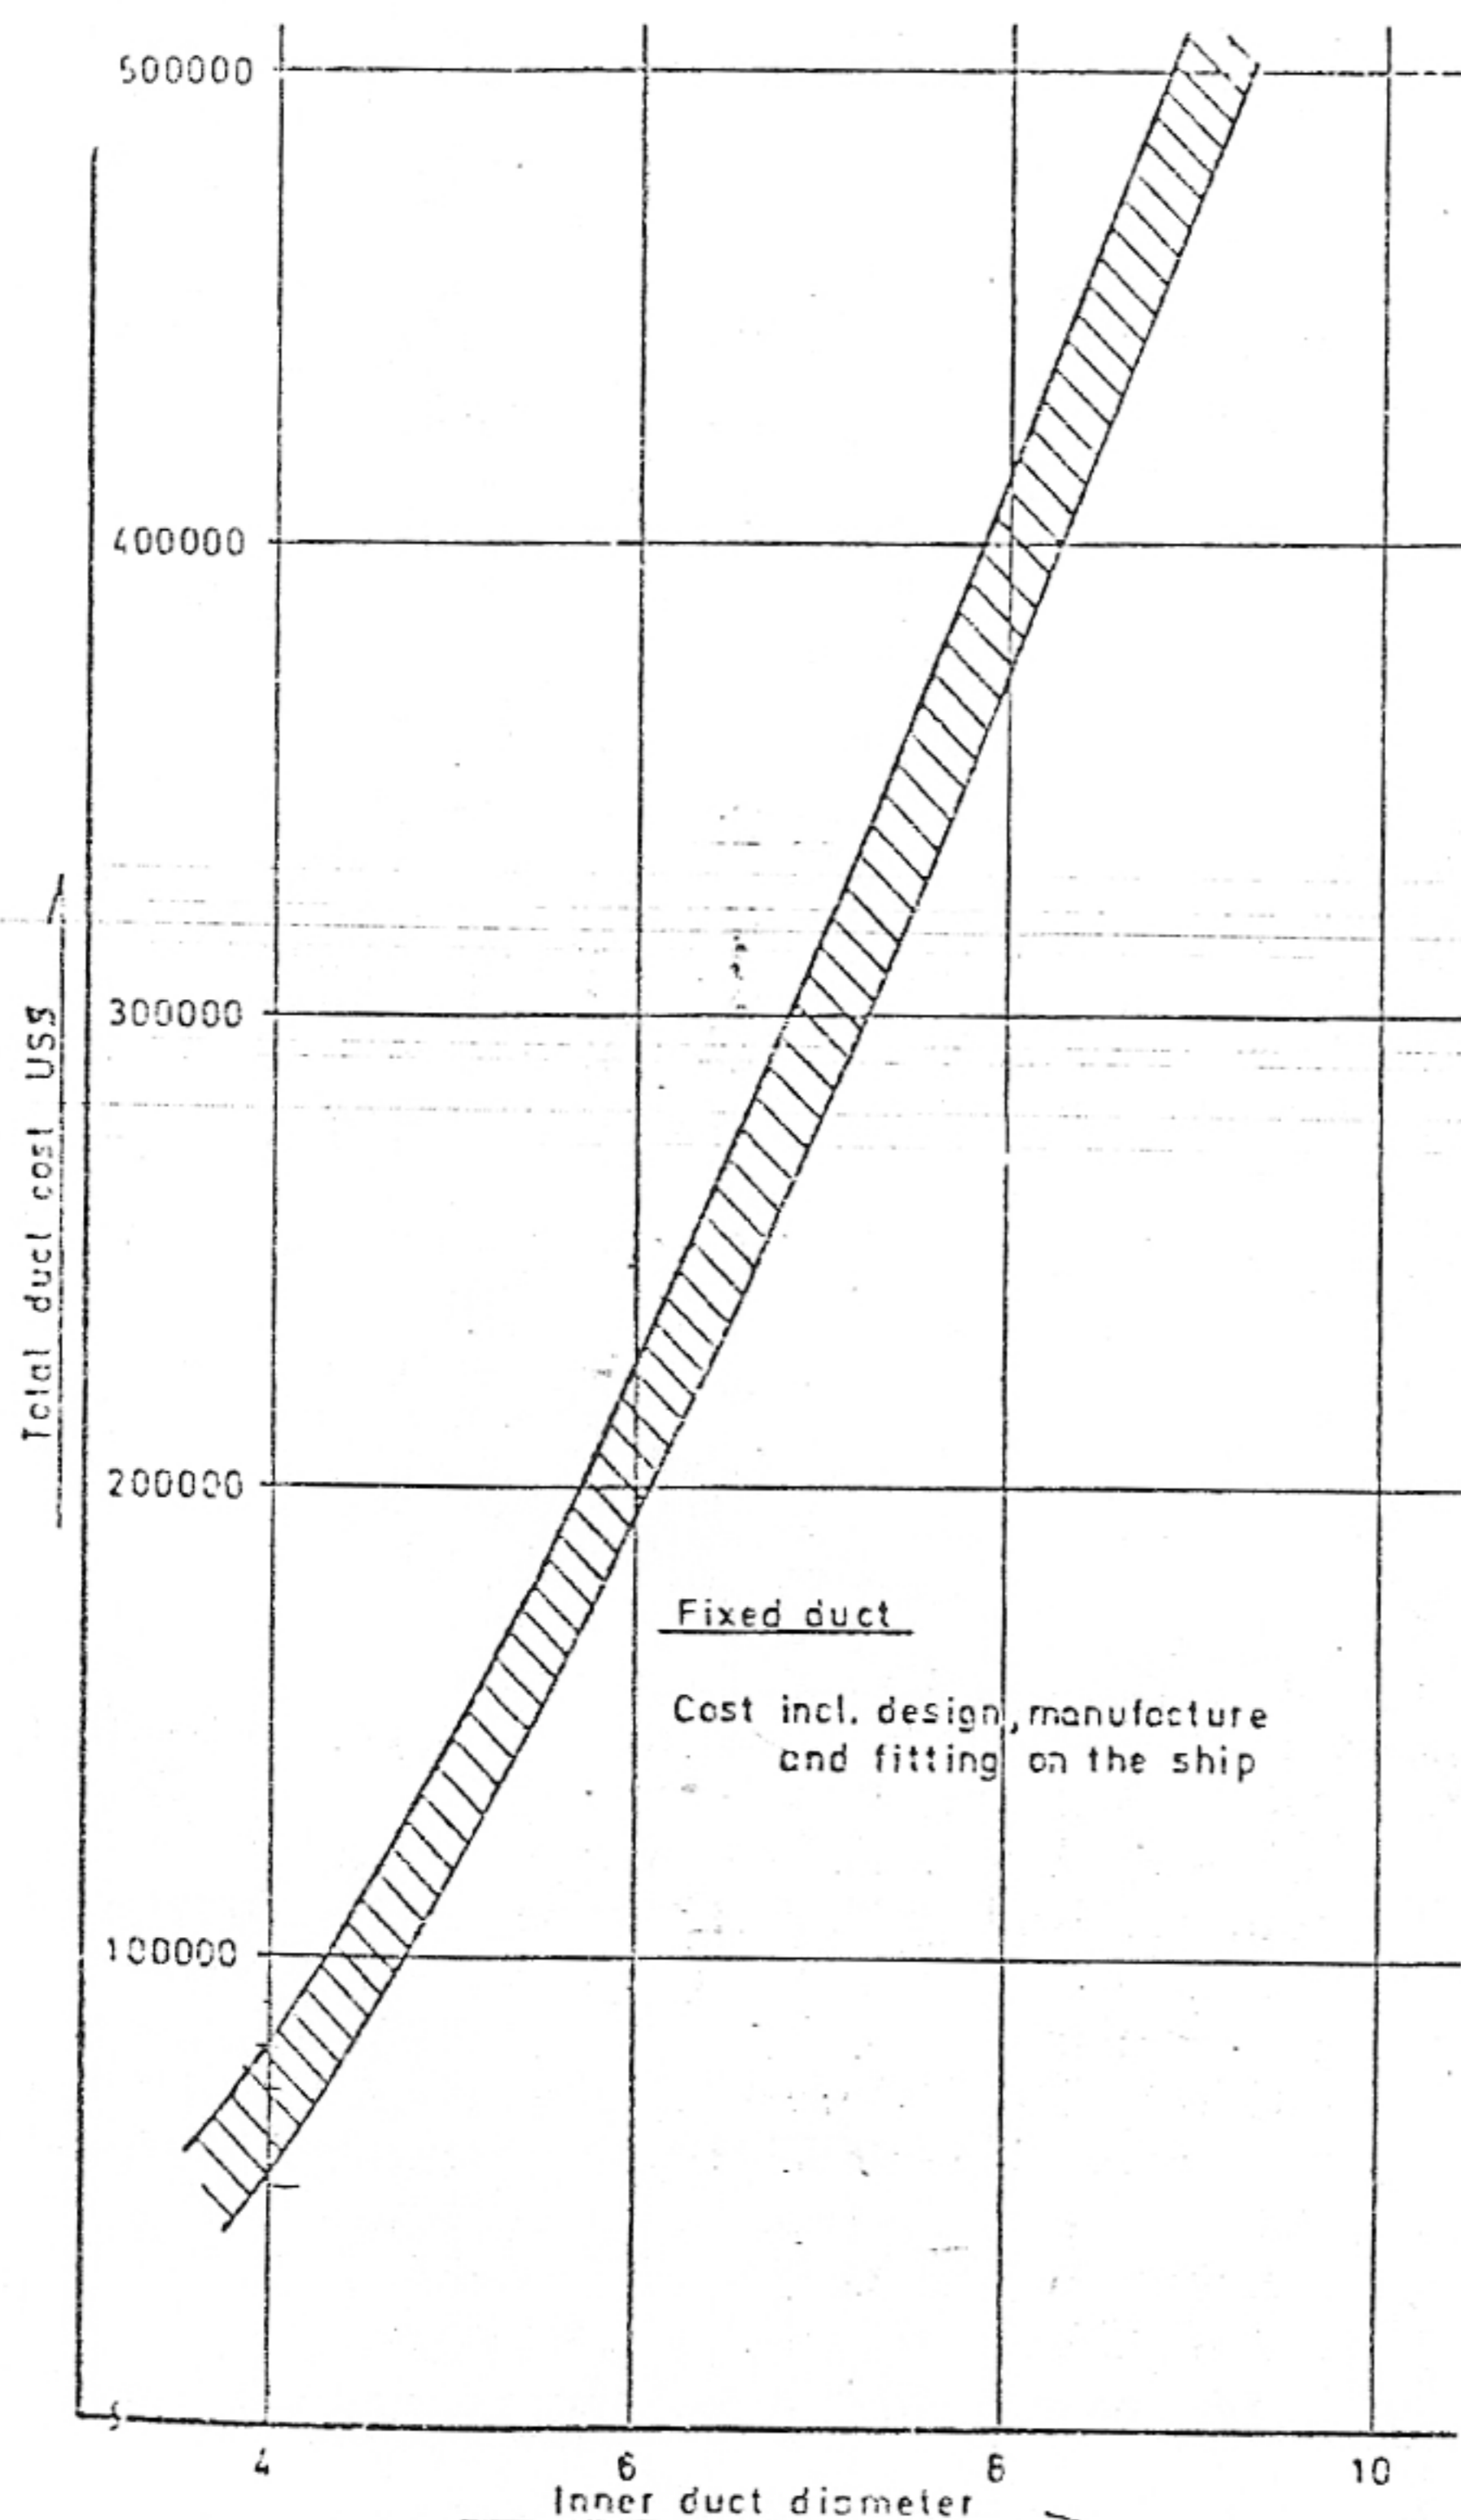 500000
400000
300000
200000
100000
Total duct cost US$
Fixed duct
Cost incl. design, manufacture
and fitting on the ship
4
6
8
10
Inner duct diameter